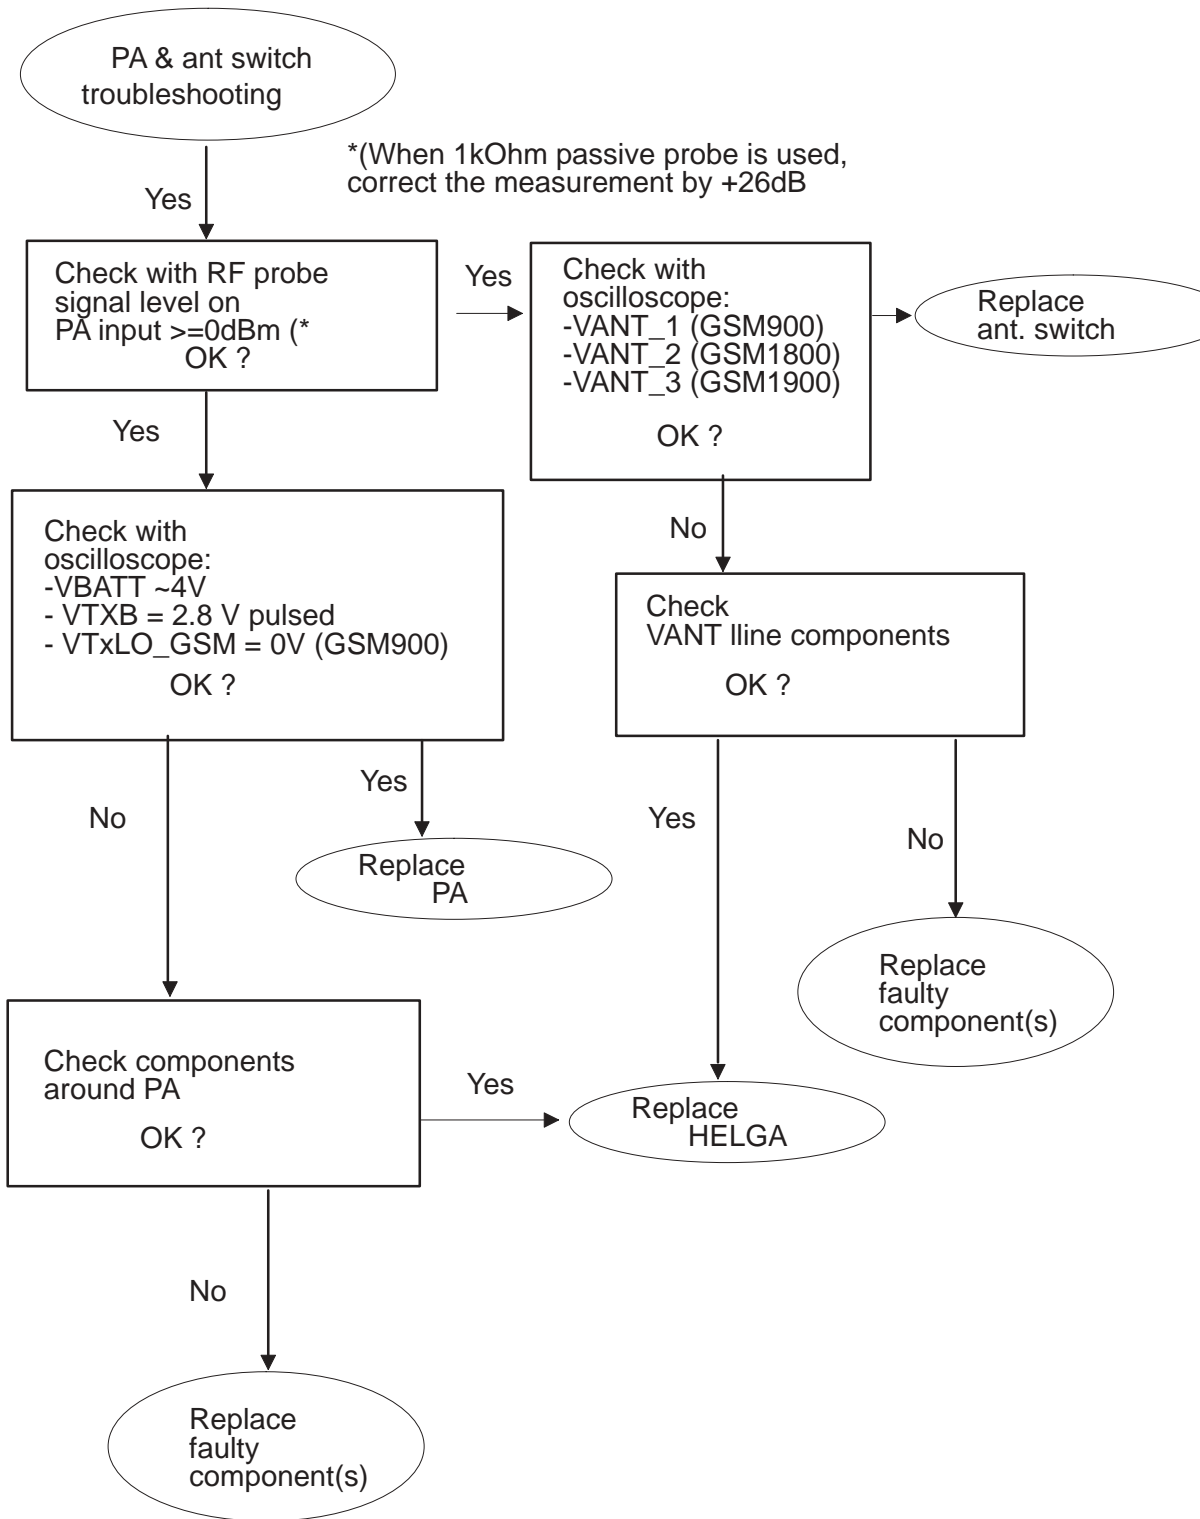 PA & ant switch
troubleshooting
*(When 1kOhm passive probe is used,
correct the measurement by +26dB
Yes
Check with RF probe
signal level on
PA input >=0dBm (*
OK ?
Yes
Check with
oscilloscope:
-VANT_1 (GSM900)
-VANT_2 (GSM1800)
-VANT_3 (GSM1900)
OK ?
Replace
ant. switch
Yes
Check with
oscilloscope:
-VBATT ~4V
- VTXB = 2.8 V pulsed
- VTxLO_GSM = 0V (GSM900)
OK ?
No
Check
VANT lline components
OK ?
No
Yes
Replace
PA
Yes
No
Replace
faulty
component(s)
Check components
around PA
OK ?
Yes
Replace
HELGA
No
Replace
faulty
component(s)